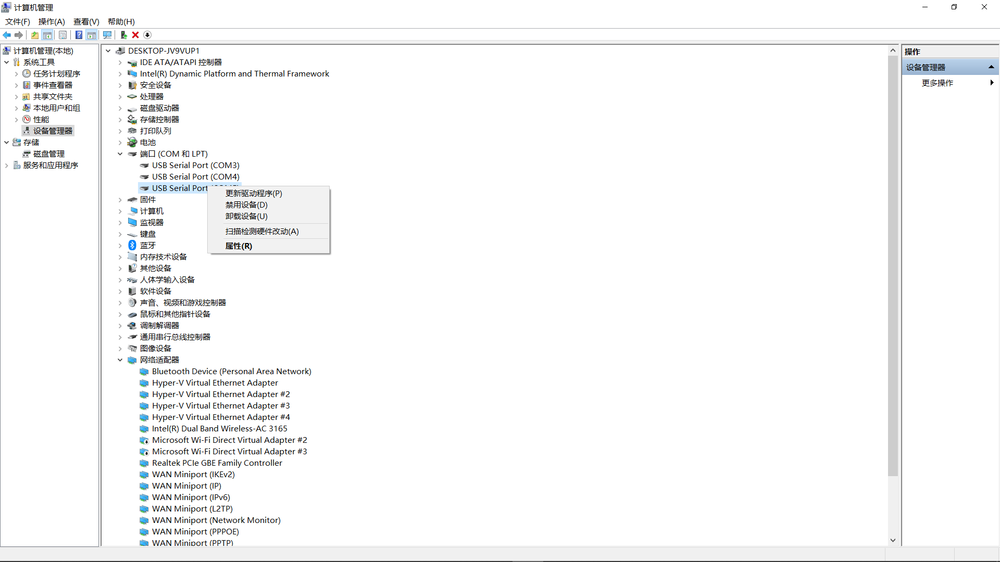 计算机管理
文件(F) 操作(A) 查看(V) 帮助(H)
计算机管理(本地)
系统工具
任务计划程序
事件查看器
共享文件夹
本地用户和组
性能
设备管理器
存储
磁盘管理
服务和应用程序
DESKTOP-JV9VUP1
IDE ATA/ATAPI 控制器
Intel(R) Dynamic Platform and Thermal Framework
安全设备
处理器
磁盘驱动器
存储控制器
打印队列
电池
端口 (COM 和 LPT)
USB Serial Port (COM3)
USB Serial Port (COM4)
USB Serial Port
固件
计算机
监视器
键盘
蓝牙
内存技术设备
其他设备
人体学输入设备
软件设备
声音、视频和游戏控制器
鼠标和其他指针设备
调制解调器
通用串行总线控制器
图像设备
网络适配器
Bluetooth Device (Personal Area Network)
Hyper-V Virtual Ethernet Adapter
Hyper-V Virtual Ethernet Adapter #2
Hyper-V Virtual Ethernet Adapter #3
Hyper-V Virtual Ethernet Adapter #4
Intel(R) Dual Band Wireless-AC 3165
Microsoft Wi-Fi Direct Virtual Adapter #2
Microsoft Wi-Fi Direct Virtual Adapter #3
Realtek PCIe GBE Family Controller
WAN Miniport (IKEv2)
WAN Miniport (IP)
WAN Miniport (IPv6)
WAN Miniport (L2TP)
WAN Miniport (Network Monitor)
WAN Miniport (PPPOE)
WAN Miniport (PPTP)
更新驱动程序(P)
禁用设备(D)
卸载设备(U)
扫描检测硬件改动(A)
属性(R)
操作
设备管理器
更多操作